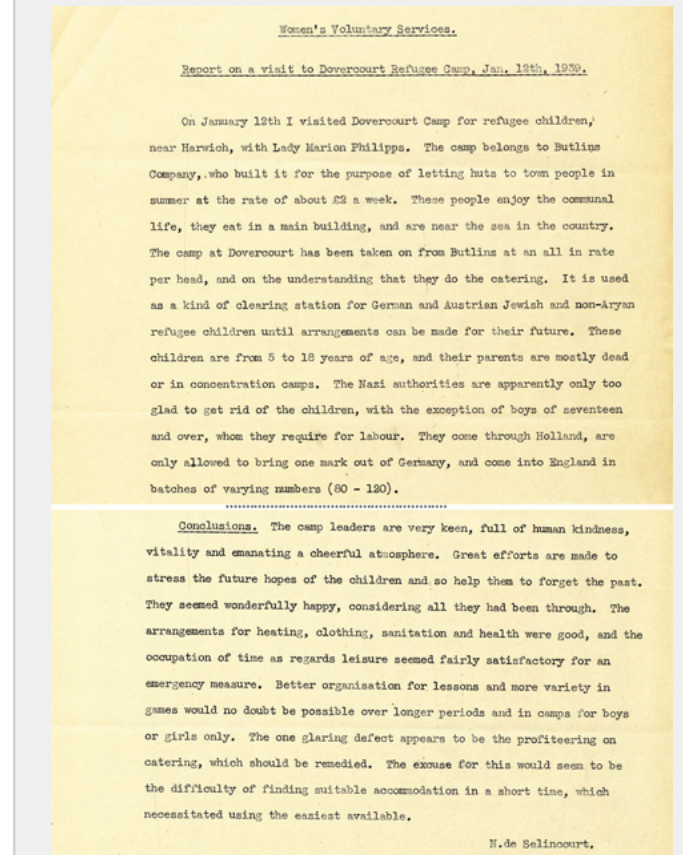 Women's Voluntary Services.
Report on a visit to Dovercourt Refugee Camp, Jan. 12th, 1939.
On January 12th I visited Dovercourt Camp for refugee children,
near Harwich, with Lady Marion Philipps. The camp belongs to Butlins
Company, who built it for the purpose of letting huts to town people in
summer at the rate of about £2 a week. These people enjoy the communal
life, they eat in a main building, and are near the sea in the country.
The camp at Dovercourt has been taken on from Butlins at an all in rate
per head, and on the understanding that they do the catering. It is used
as a kind of clearing station for German and Austrian Jewish and non-Aryan
refugee children until arrangements can be made for their future. These
children are from 5 to 18 years of age, and their parents are mostly dead
or in concentration camps. The Nazi authorities are apparently only too
glad to get rid of the children, with the exception of boys of seventeen
and over, whom they require for labour. They come through Holland, are
only allowed to bring one mark out of Germany, and come into England in
batches of varying numbers (80 - 120).
Conclusions. The camp leaders are very keen, full of human kindness,
vitality and emanating a cheerful atmosphere. Great efforts are made to
stress the future hopes of the children and so help them to forget the past.
They seemed wonderfully happy, considering all they had been through. The
arrangements for heating, clothing, sanitation and health were good, and the
occupation of time as regards leisure seemed fairly satisfactory for an
emergency measure. Better organisation for lessons and more variety in
games would no doubt be possible over longer periods and in camps for boys
or girls only. The one glaring defect appears to be the profiteering on
catering, which should be remedied. The excuse for this would seem to be
the difficulty of finding suitable accommodation in a short time, which
necessitated using the easiest available.
N.de Selincourt.